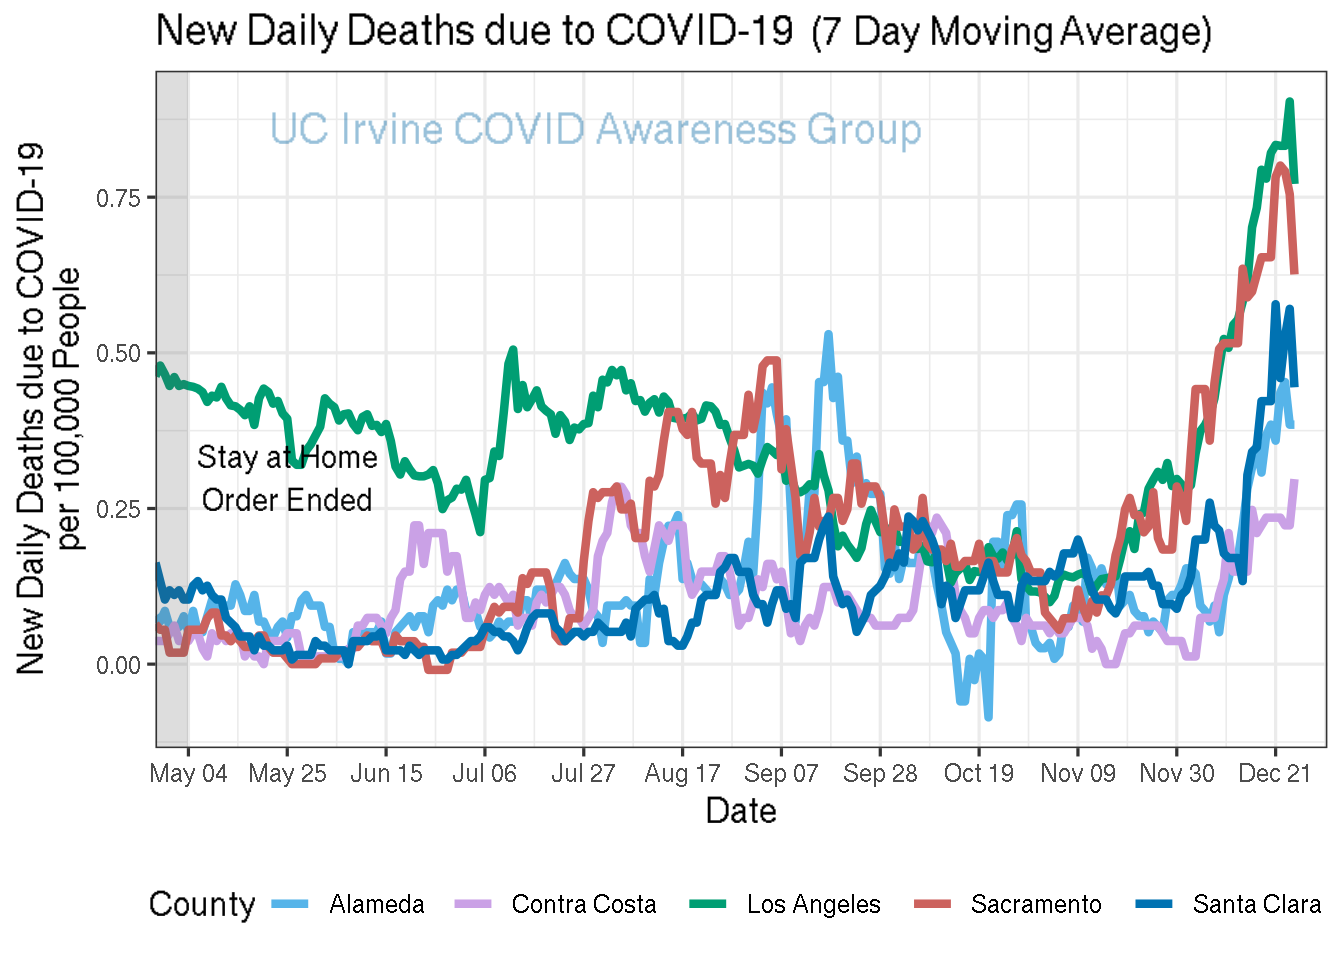 New Daily Deaths due to COVID-19 (7 Day Moving Average)
UC Irvine COVID Awareness Group
New Daily Deaths due to COVID-19
per 100,000 People
0.75
0.50
0.25
0.00
Stay at Home
Order Ended
May 04 May 25 Jun 15 Jul 06 Jul 27 Aug 17 Sep 07 Sep 28 Oct 19 Nov 09 Nov 30 Dec 21
Date
County Alameda Contra Costa Los Angeles Sacramento Santa Clara